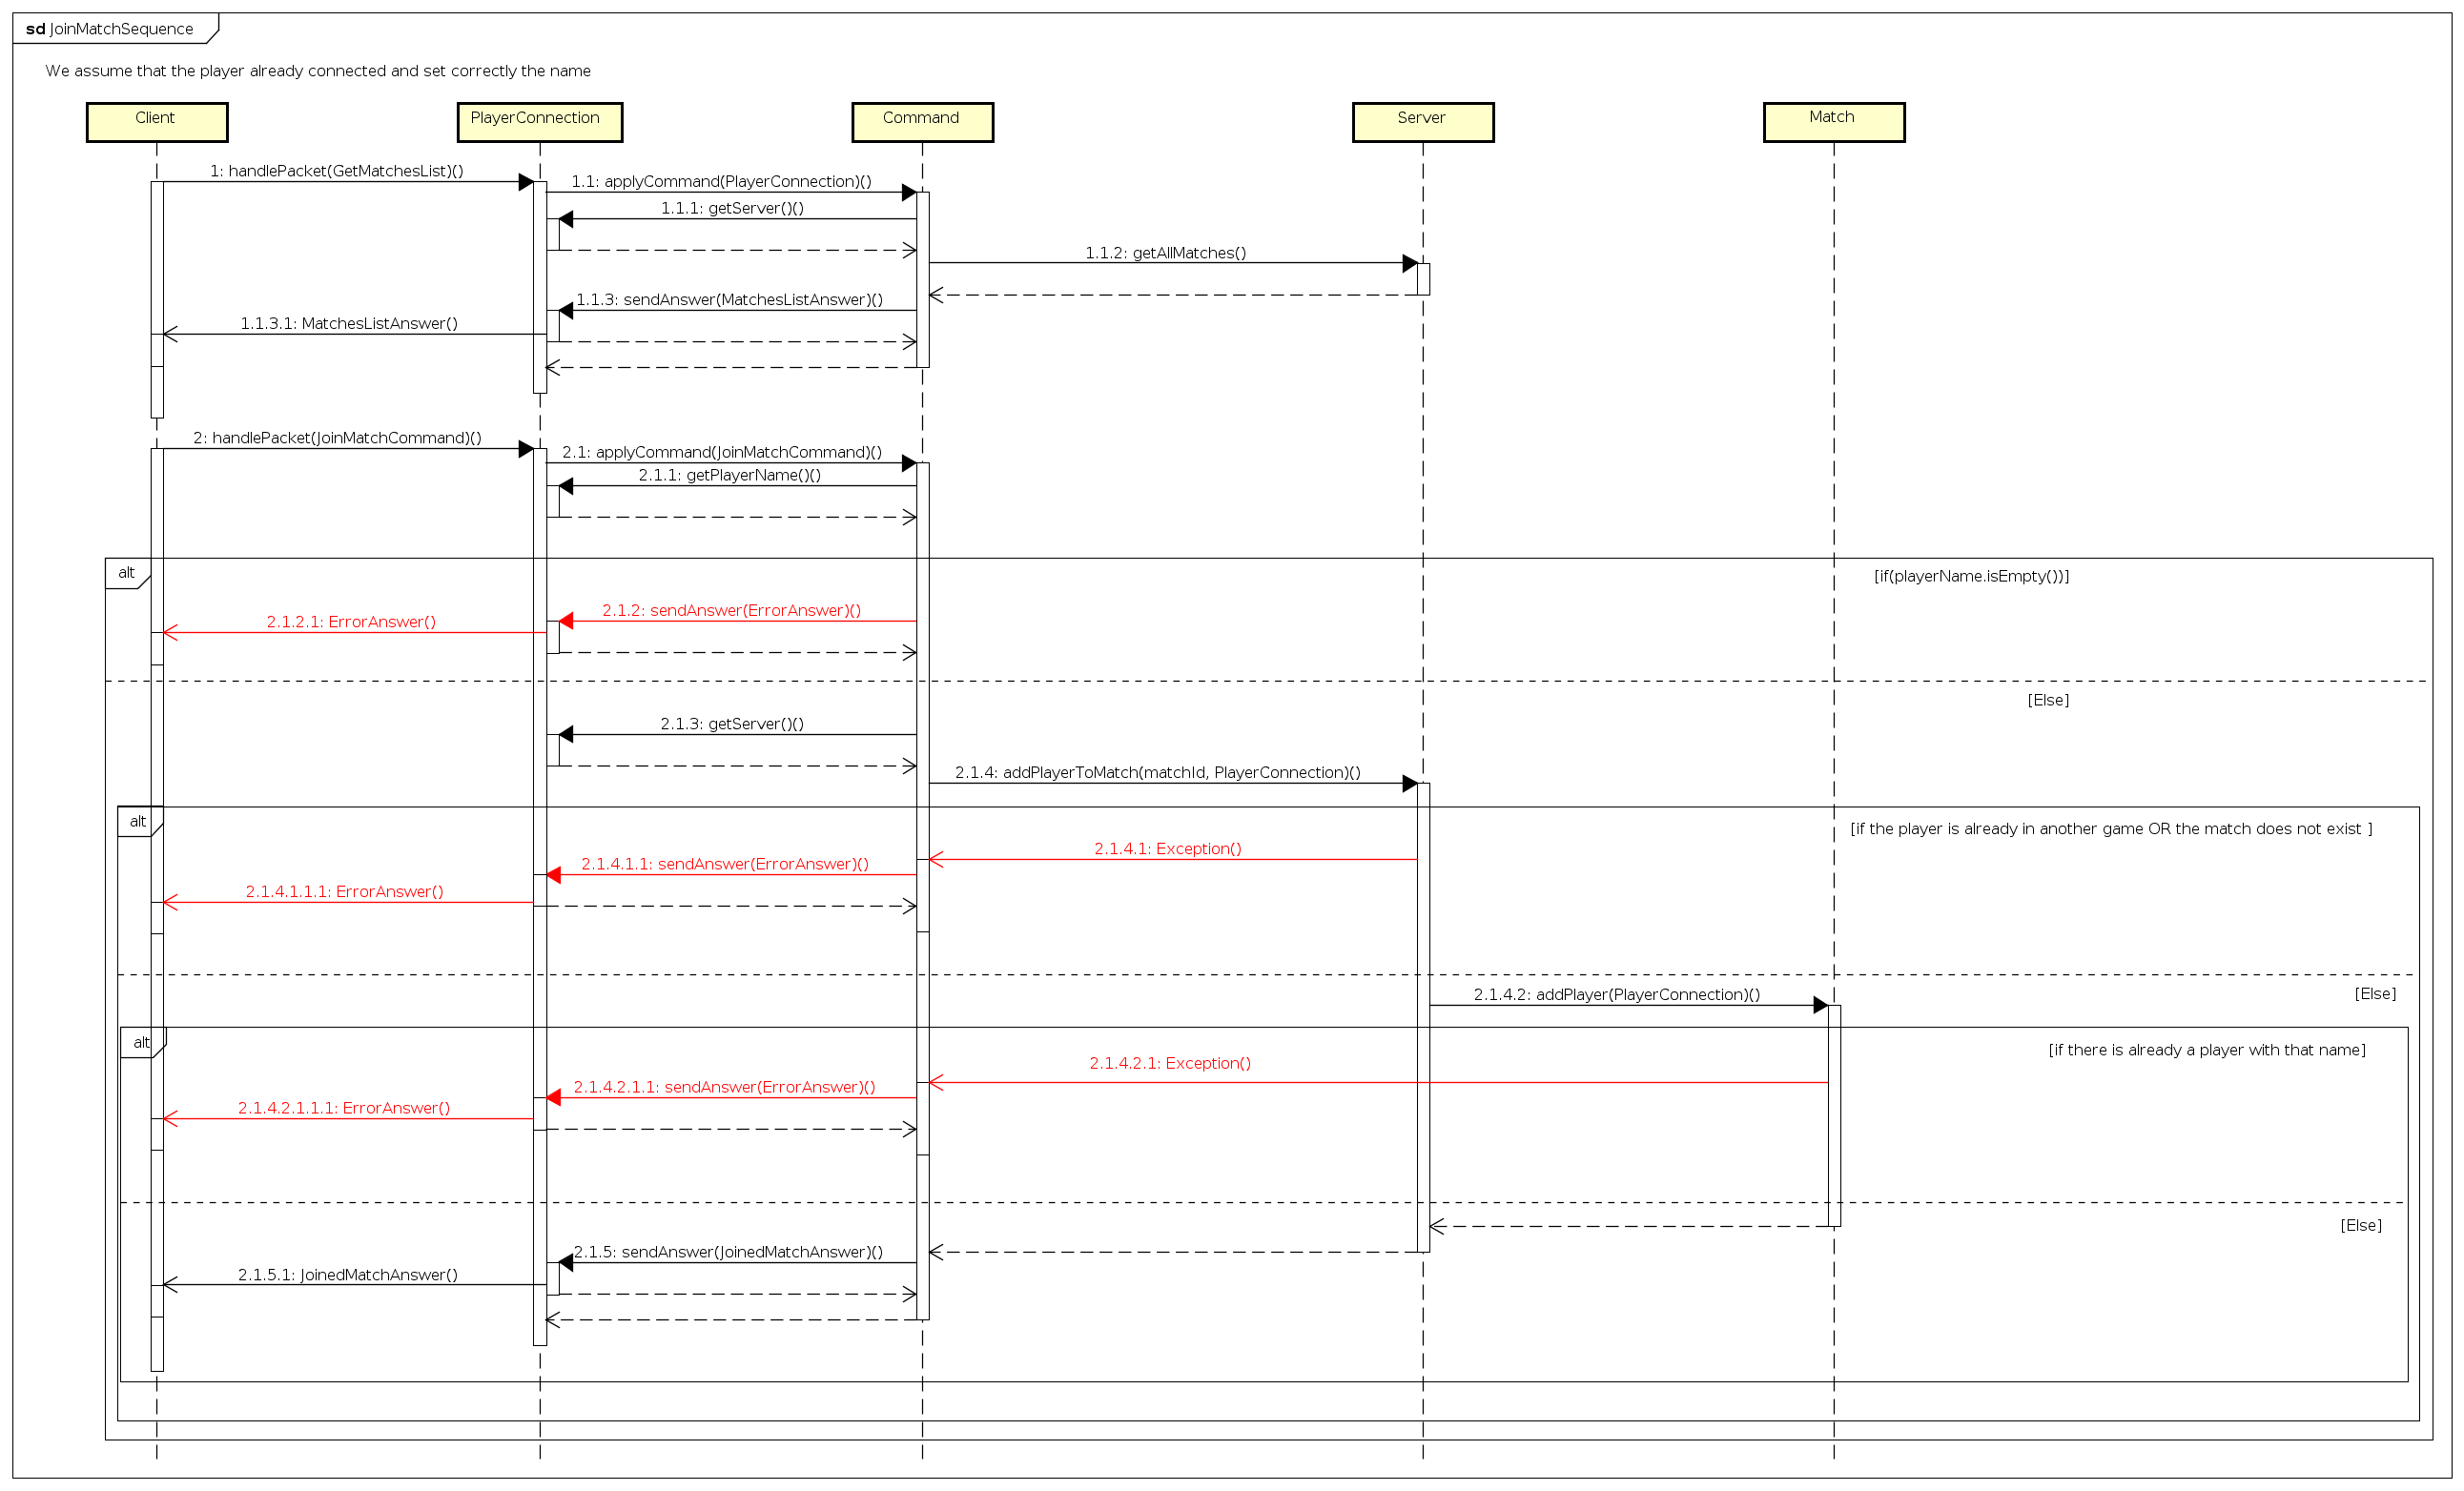 sd JoinMatchSequence
We assume that the player already connected and set correctly the name
Client
PlayerConnection
Command
Server
Match
1: handlePacket(GetMatchesList)()
1.1: applyCommand(PlayerConnection)()
1.1.1: getServer()()
1.1.2: getAllMatches()
1.1.3: sendAnswer(MatchesListAnswer)()
1.1.3.1: MatchesListAnswer()
2: handlePacket(JoinMatchCommand)()
2.1: applyCommand(JoinMatchCommand)()
2.1.1: getPlayerName()()
alt
[if(playerName.isEmpty())]
2.1.2: sendAnswer(ErrorAnswer)()
2.1.2.1: ErrorAnswer()
[Else]
2.1.3: getServer()()
2.1.4: addPlayerToMatch(matchId, PlayerConnection)()
alt
[if the player is already in another game OR the match does not exist ]
2.1.4.1: Exception()
2.1.4.1.1: sendAnswer(ErrorAnswer)()
2.1.4.1.1.1: ErrorAnswer()
[Else]
2.1.4.2: addPlayer(PlayerConnection)()
alt
[if there is already a player with that name]
2.1.4.2.1: Exception()
2.1.4.2.1.1: sendAnswer(ErrorAnswer)()
2.1.4.2.1.1.1: ErrorAnswer()
[Else]
2.1.5: sendAnswer(JoinedMatchAnswer)()
2.1.5.1: JoinedMatchAnswer()